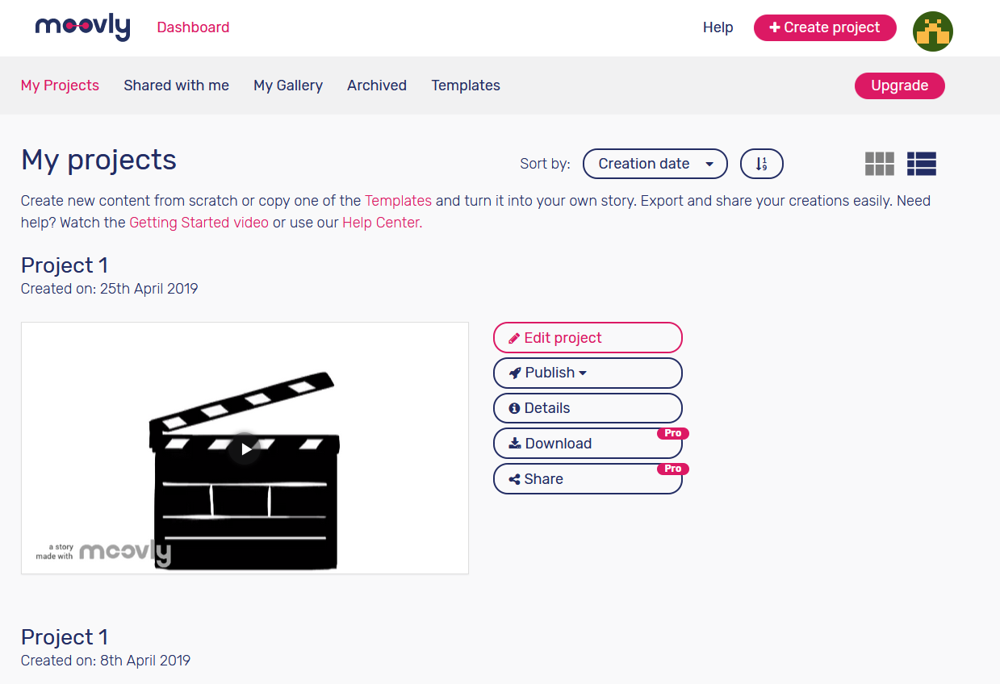 moovly Dashboard Help Create project
My Projects Shared with me My Gallery Archived Templates Upgrade
My projects Sort by: Creation date 1 9
Create new content from scratch or copy one of the Templates and turn it into your own story. Export and share your creations easily. Need
help? Watch the Getting Started video or use our Help Center.
Project 1
Created on: 25th April 2019
Edit project
Publish
Details
Pro
Download
Pro
Share
a story
made with moovly
Project 1
Created on: 8th April 2019